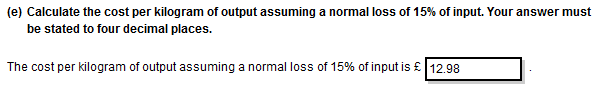 (e) Calculate the cost per kilogram of output assuming a normal loss of 15% of input. Your answer must
be stated to four decimal places.
The cost per kilogram of output assuming a normal loss of 15% of input is £ 12.98 .